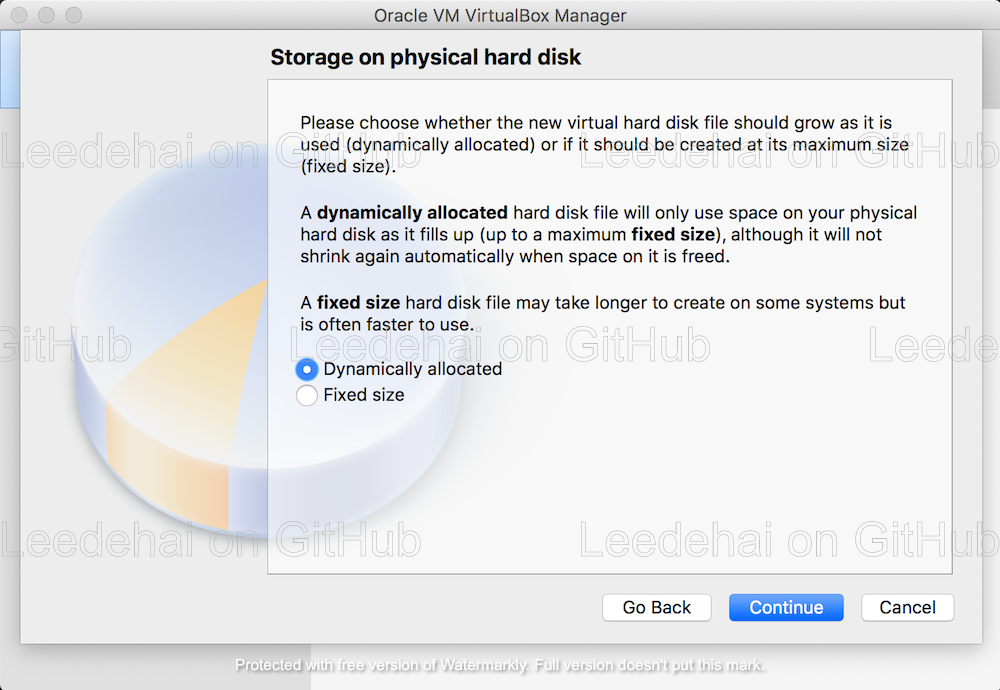 Oracle VM VirtualBox Manager
Storage on physical hard disk
Please choose whether the new virtual hard disk file should grow as it is
used (dynamically allocated) or if it should be created at its maximum size
(fixed size).
A dynamically allocated hard disk file will only use space on your physical
hard disk as it fills up (up to a maximum fixed size), although it will not
shrink again automatically when space on it is freed.
A fixed size hard disk file may take longer to create on some systems but
is often faster to use.
Dynamically allocated
Fixed size
Go Back
Continue
Cancel
Leedehai on GitHub
Leedehai on GitHub
GitHub
Leedehai on GitHub
Leede
Leedehai on GitHub
Leedehai on GitHub
Protected with free version of Watermarkly. Full version doesn't put this mark.